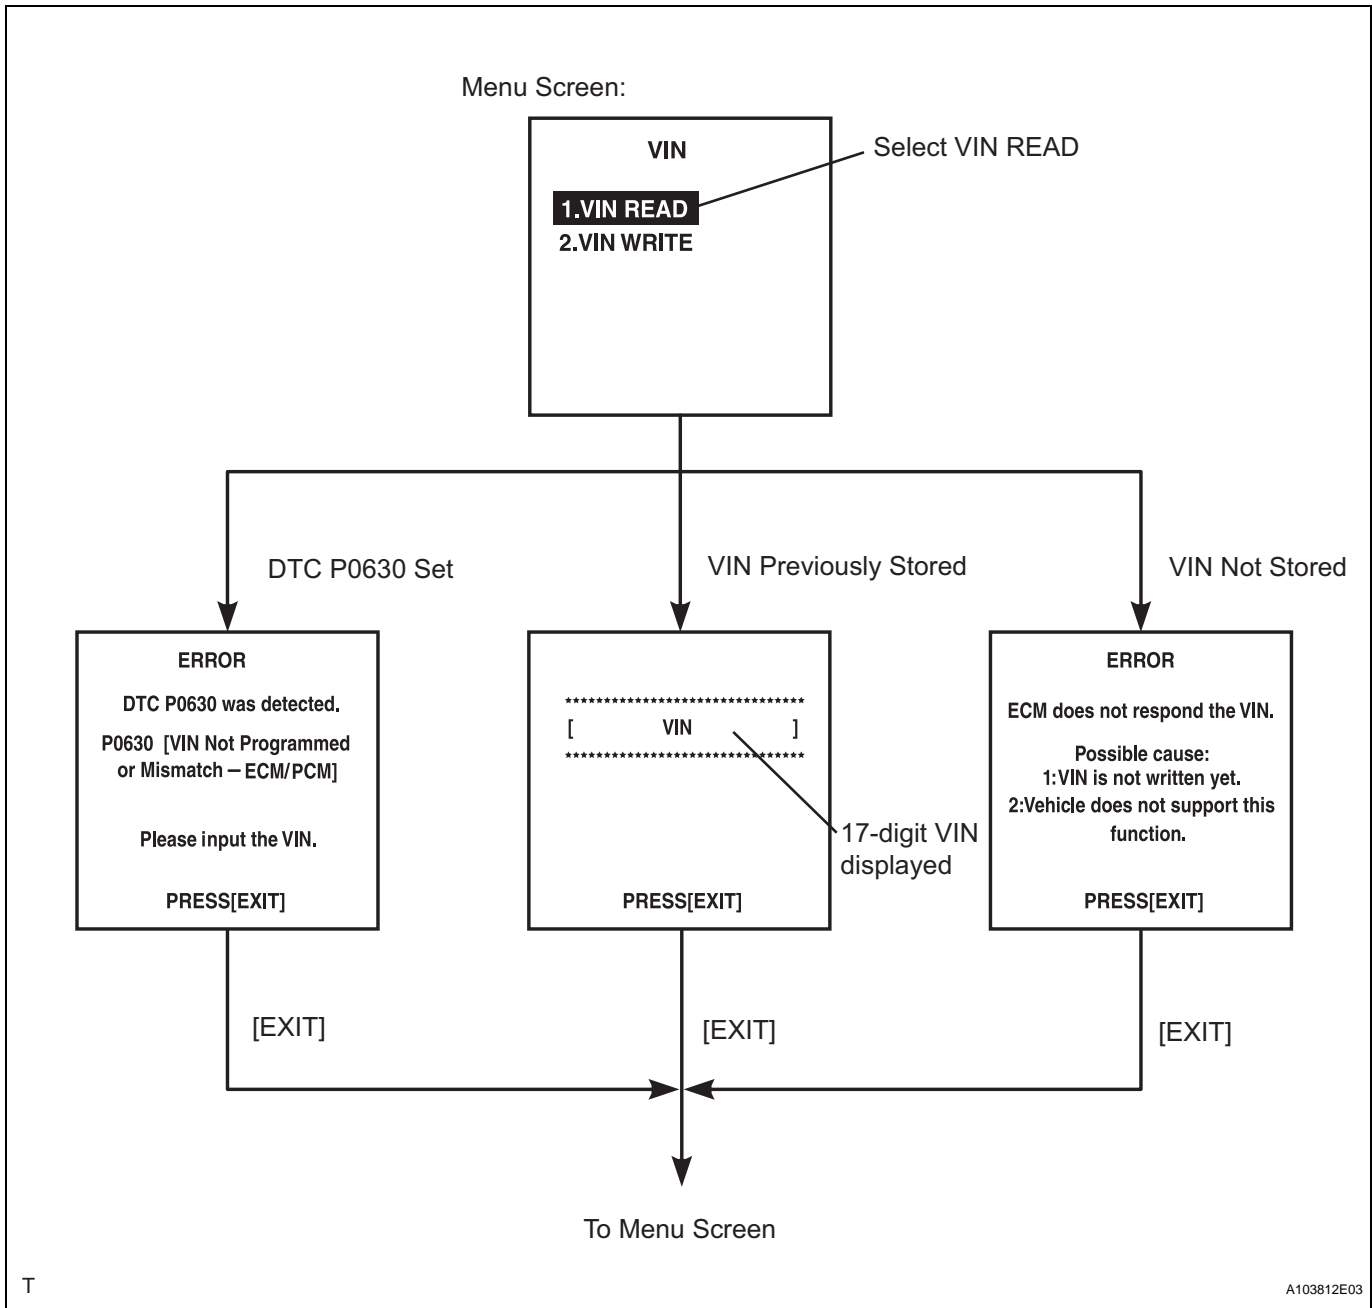 Menu Screen:
VIN
Select VIN READ
1.VIN READ
2.VIN WRITE
DTC P0630 Set
VIN Previously Stored
VIN Not Stored
ERROR
DTC P0630 was detected.
P0630 [VIN Not Programmed
or Mismatch – ECM/PCM]
Please input the VIN.
PRESS[EXIT]
*******************************
[ VIN ]
*******************************
17-digit VIN
displayed
PRESS[EXIT]
ERROR
ECM does not respond the VIN.
Possible cause:
1:VIN is not written yet.
2:Vehicle does not support this
function.
PRESS[EXIT]
[EXIT]
[EXIT]
[EXIT]
To Menu Screen
T
A103812E03